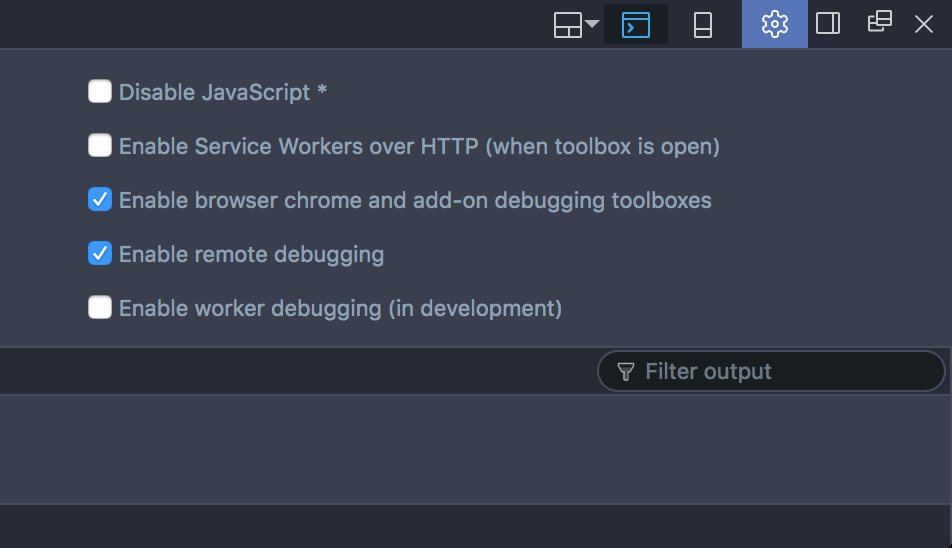 Disable JavaScript *
Enable Service Workers over HTTP (when toolbox is open)
Enable browser chrome and add-on debugging toolboxes
Enable remote debugging
Enable worker debugging (in development)
Filter output